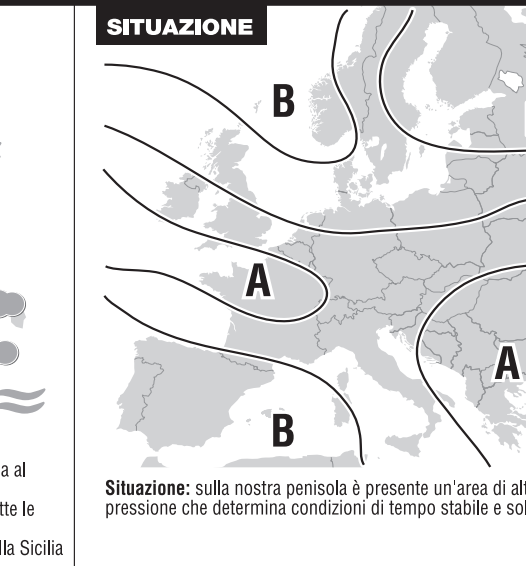 a al
tte le
lla Sicilia
SITUAZIONE
B
A
A
B
Situazione: sulla nostra penisola è presente un'area di alt
pressione che determina condizioni di tempo stabile e sol